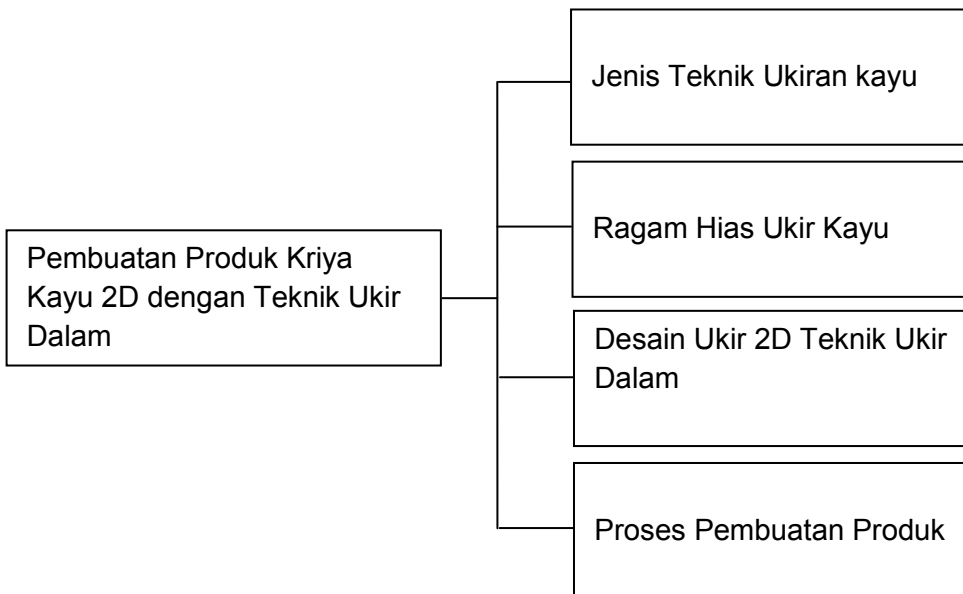 Jenis Teknik Ukiran kayu
Ragam Hias Ukir Kayu
Pembuatan Produk Kriya
Kayu 2D dengan Teknik Ukir
Dalam
Desain Ukir 2D Teknik Ukir
Dalam
Proses Pembuatan Produk